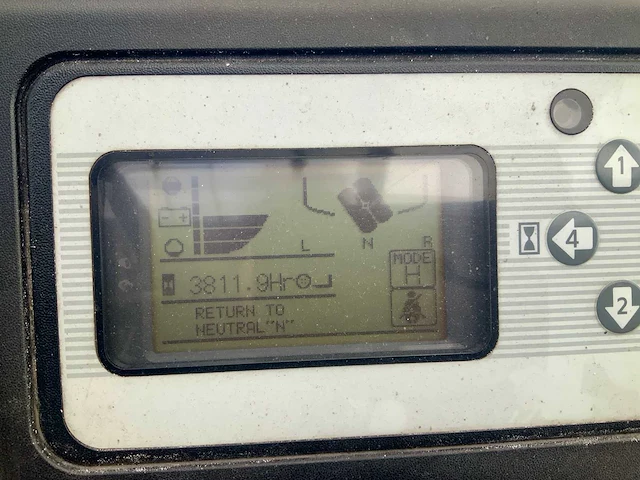 1
- +
L N R
4
MODE
H
3811.9Hr
RETURN TO
NEUTRAL"N"
2